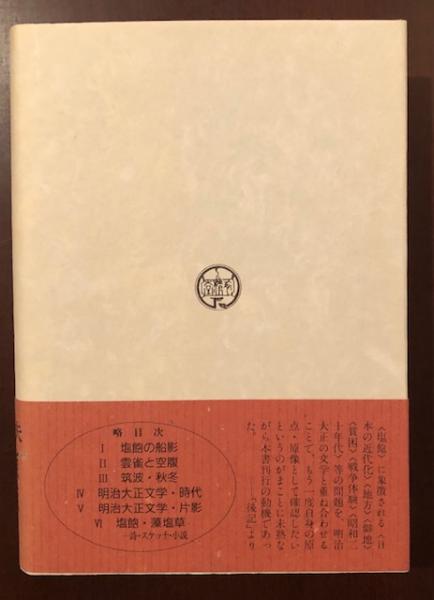 略目次
Ⅰ 塩飽の船影
Ⅱ 雲雀と空腹
Ⅲ 筑波・秋冬
Ⅳ 明治大正文学・時代
Ⅴ 明治大正文学・片影
Ⅵ 塩飽・藻塩草
―詩・スケッチ・小説
〈塩飽〉に象徴される〈日
本の近代化〉〈地方〉〈僻地〉
〈貧困〉〈戦争体験〉〈昭和二
十年代〉等の問題を、明治
大正の文学と重ね合わせる
ことで、もう一度自身の原
点・原像として確認したい
というのがまことに未熟な
がら本書刊行の動機であっ
た。　　　　『後記』より